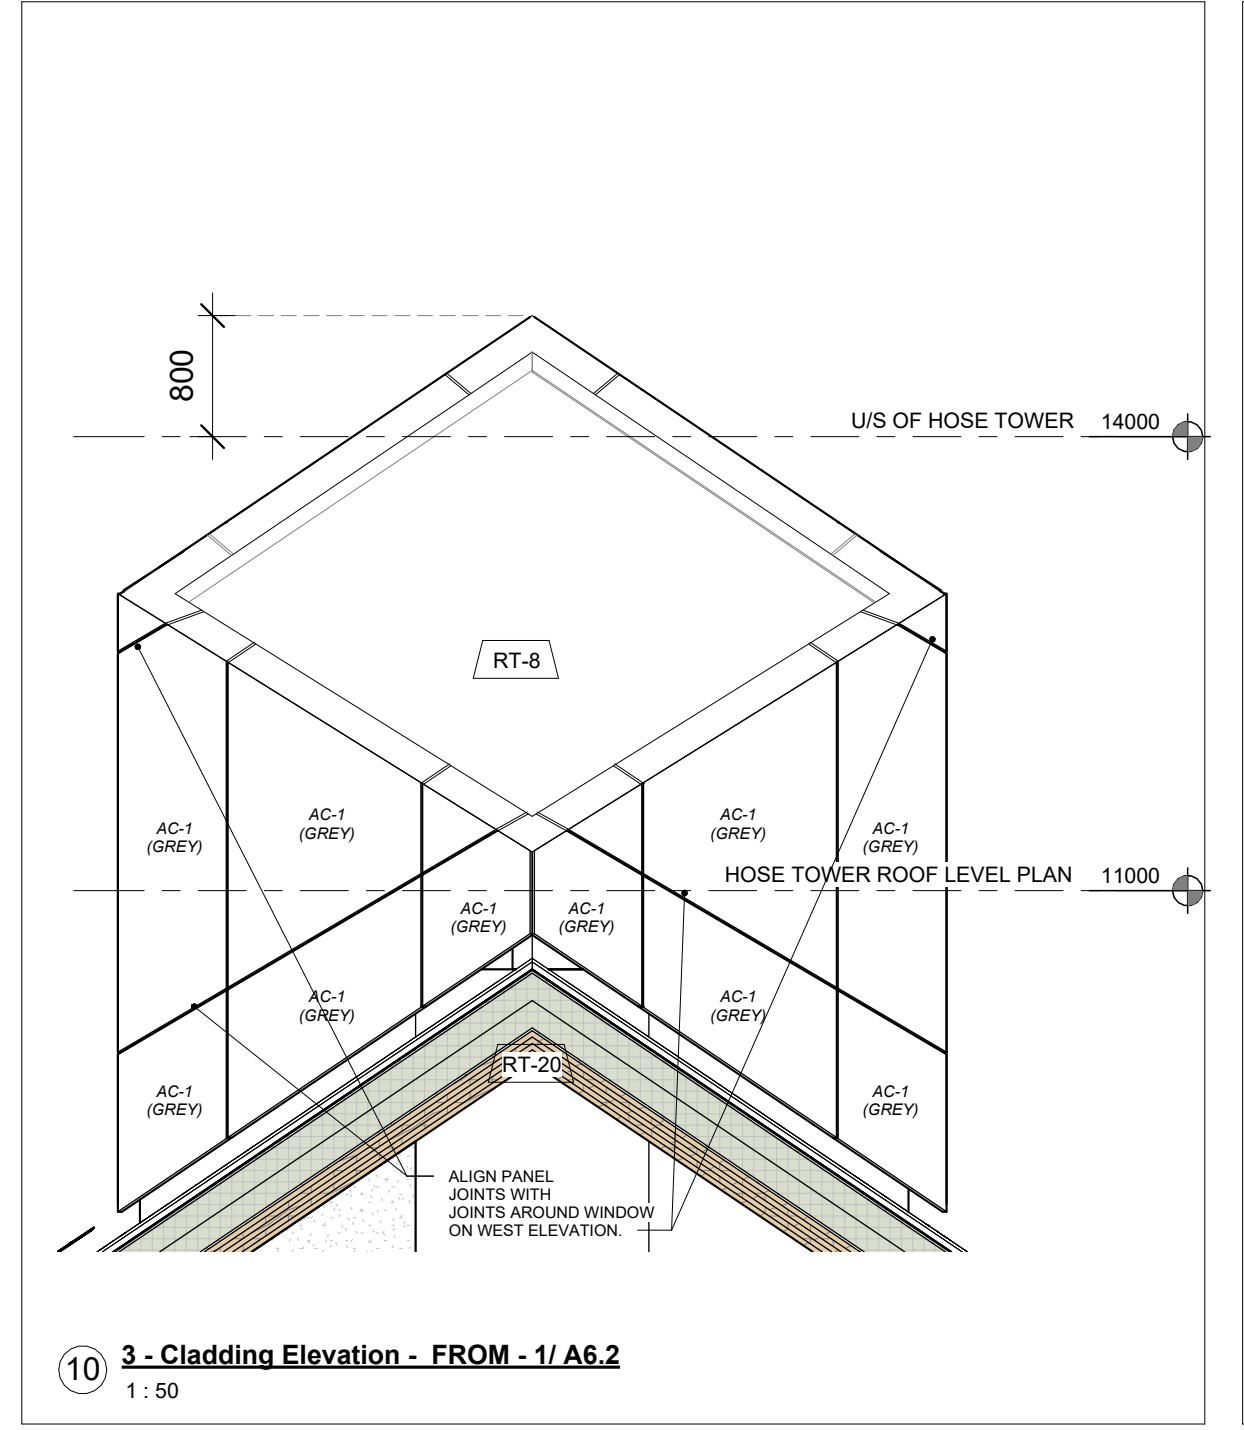 800
U/S OF HOSE TOWER 14000
RT-8
AC-1
(GREY)
AC-1
(GREY)
AC-1
(GREY)
AC-1
(GREY)
HOSE TOWER ROOF LEVEL PLAN 11000
AC-1
(GREY)
AC-1
(GREY)
AC-1
(GREY)
AC-1
(GREY)
RT-20
AC-1
(GREY)
AC-1
(GREY)
ALIGN PANEL
JOINTS WITH
JOINTS AROUND WINDOW
ON WEST ELEVATION.
10 3 - Cladding Elevation - FROM - 1/ A6.2
1 : 50